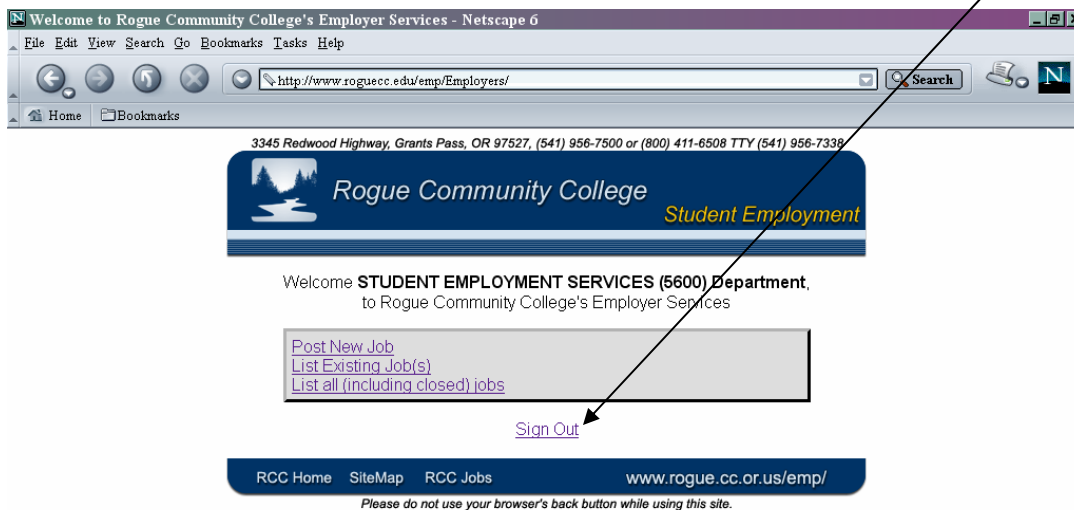 Welcome to Rogue Community College's Employer Services - Netscape 6
File Edit View Search Go Bookmarks Tasks Help
http://www.roguecc.edu/emp/Employers/ Search N
Home Bookmarks
3345 Redwood Highway, Grants Pass, OR 97527, (541) 956-7500 or (800) 411-6508 TTY (541) 956-7338
Rogue Community College
Student Employment
Welcome STUDENT EMPLOYMENT SERVICES (5600) Department,
to Rogue Community College's Employer Services
Post New Job
List Existing Job(s)
List all (including closed) jobs
Sign Out
RCC Home SiteMap RCC Jobs www.rogue.cc.or.us/emp/
Please do not use your browser's back button while using this site.